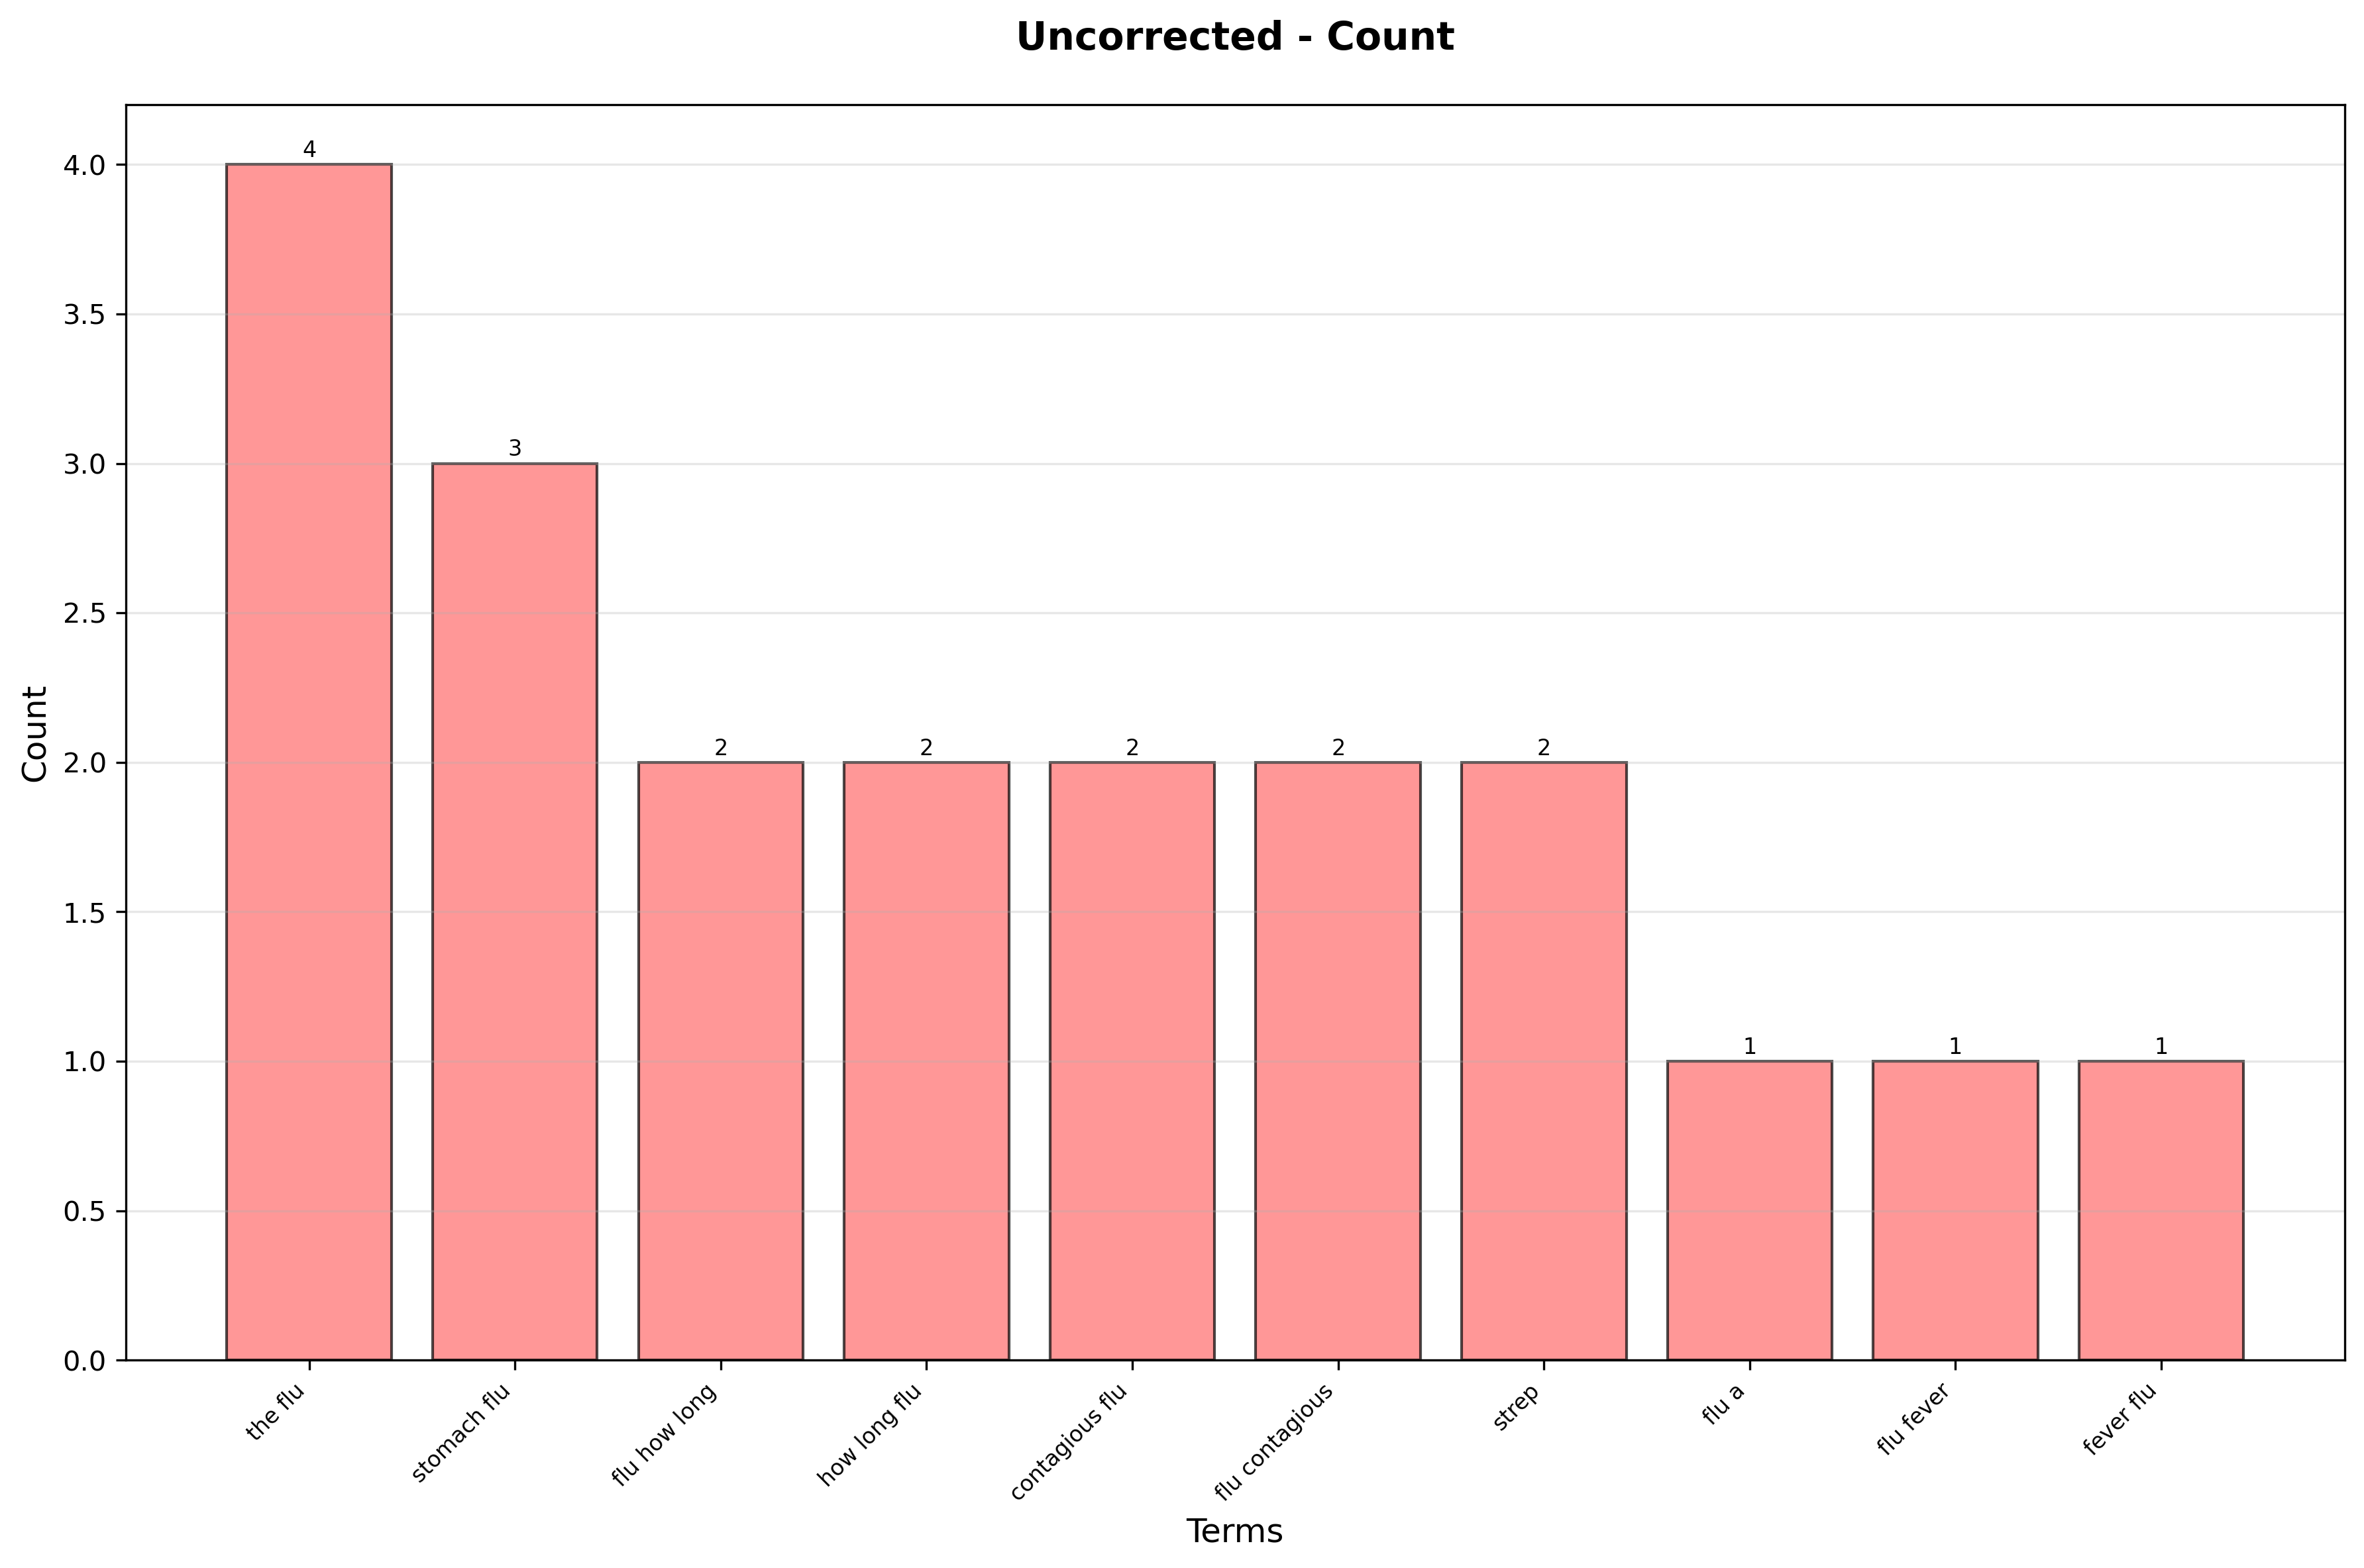 Uncorrected - Count
4
4.0
3.5
3
3.0
2.5
Count
2 2 2 2 2
2.0
1.5
1 1 1
1.0
0.5
0.0
the flu
stomach flu
flu how long
how long flu
contagious flu
flu contagious
strep
flu a
flu fever
fever flu
Terms